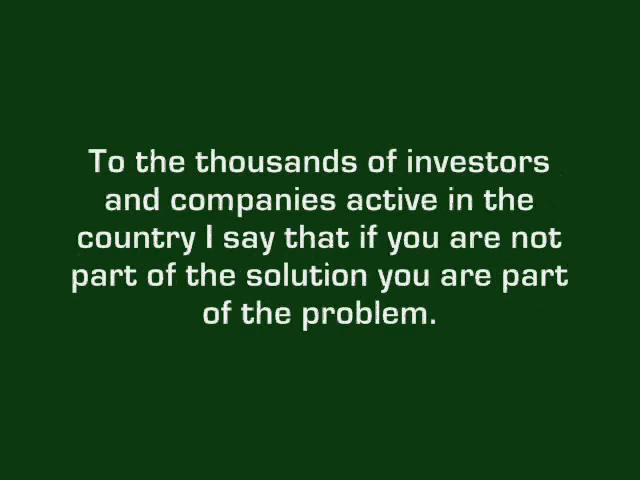 To the thousands of investors
and companies active in the
country I say that if you are not
part of the solution you are part
of the problem.